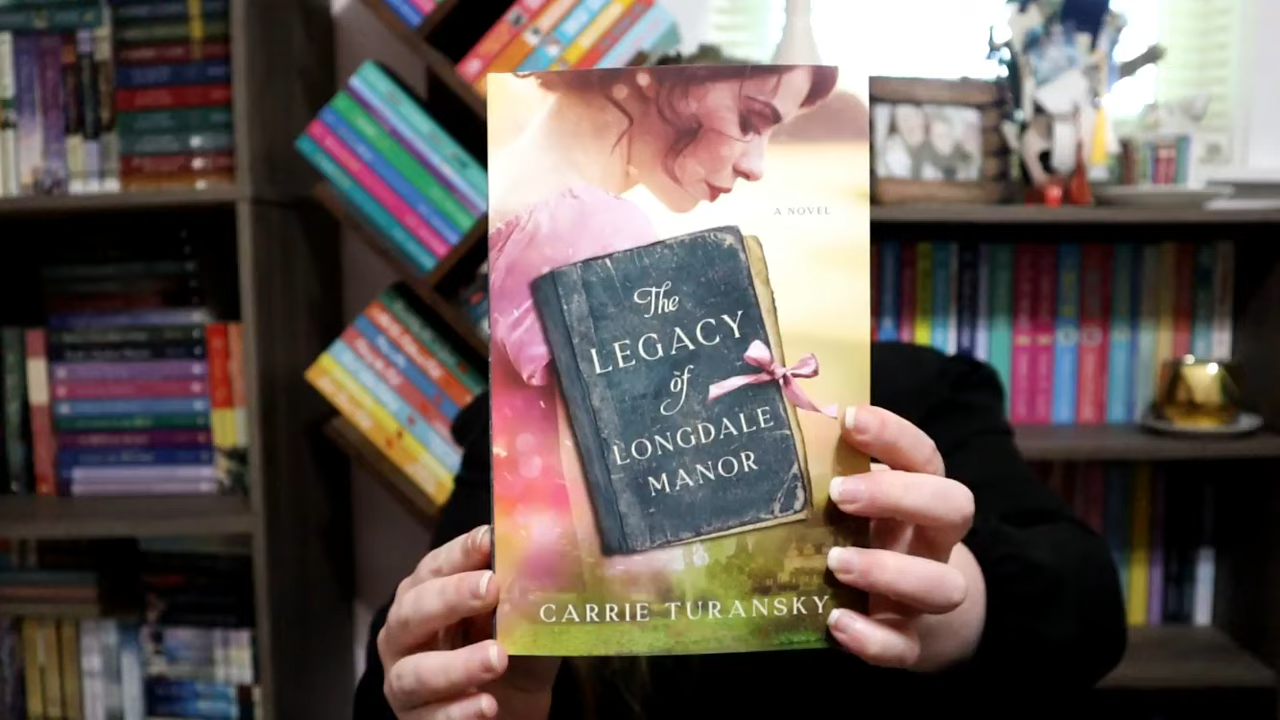 A NOVEL
The
LEGACY
of
LONGDALE
MANOR
CARRIE TURANSKY